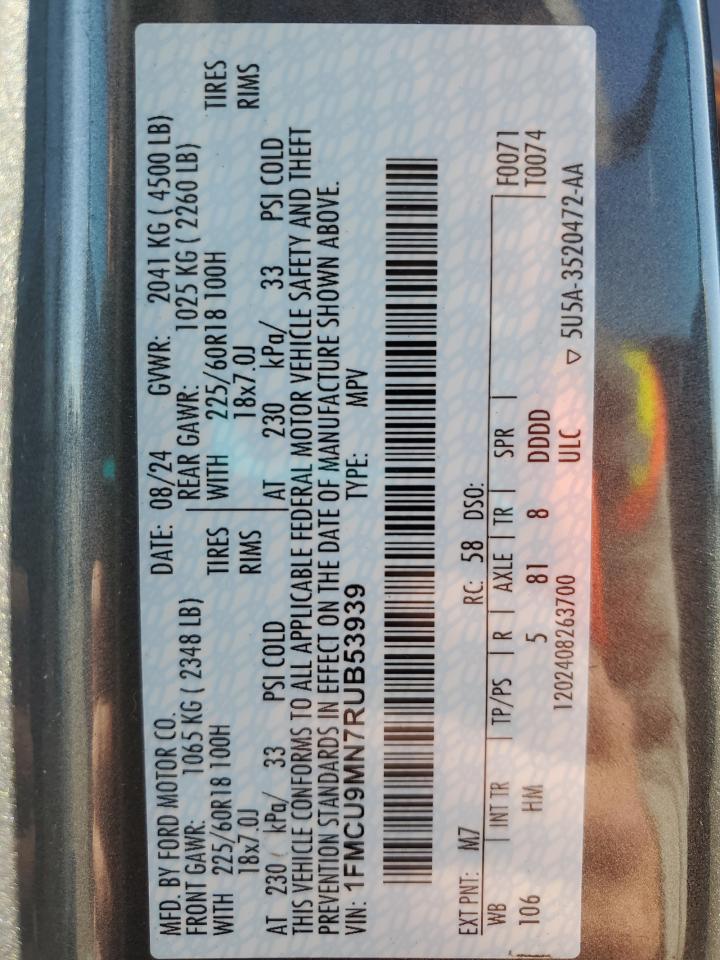 MFD. BY FORD MOTOR CO. DATE: 08/24 GVWR: 2041 KG ( 4500 LB)
FRONT GAWR: 1065 KG ( 2348 LB) REAR GAWR: 1025 KG ( 2260 LB)
WITH 225/60R18 100H TIRES WITH 225/60R18 100H TIRES
18x7.0J RIMS 18x7.0J RIMS
AT 230 kPa/ 33 PSI COLD AT 230 kPa/ 33 PSI COLD
THIS VEHICLE CONFORMS TO ALL APPLICABLE FEDERAL MOTOR VEHICLE SAFETY AND THEFT
PREVENTION STANDARDS IN EFFECT ON THE DATE OF MANUFACTURE SHOWN ABOVE.
VIN: 1FMCU9MN7RUB53939 TYPE: MPV
EXT PNT: M7 RC: 58 DSO:
WB INT TR TP/PS R AXLE TR SPR F0071
106 HM 5 81 8 DDDD T0074
1202408263700 ULC ▽ 5U5A-3520472-AA